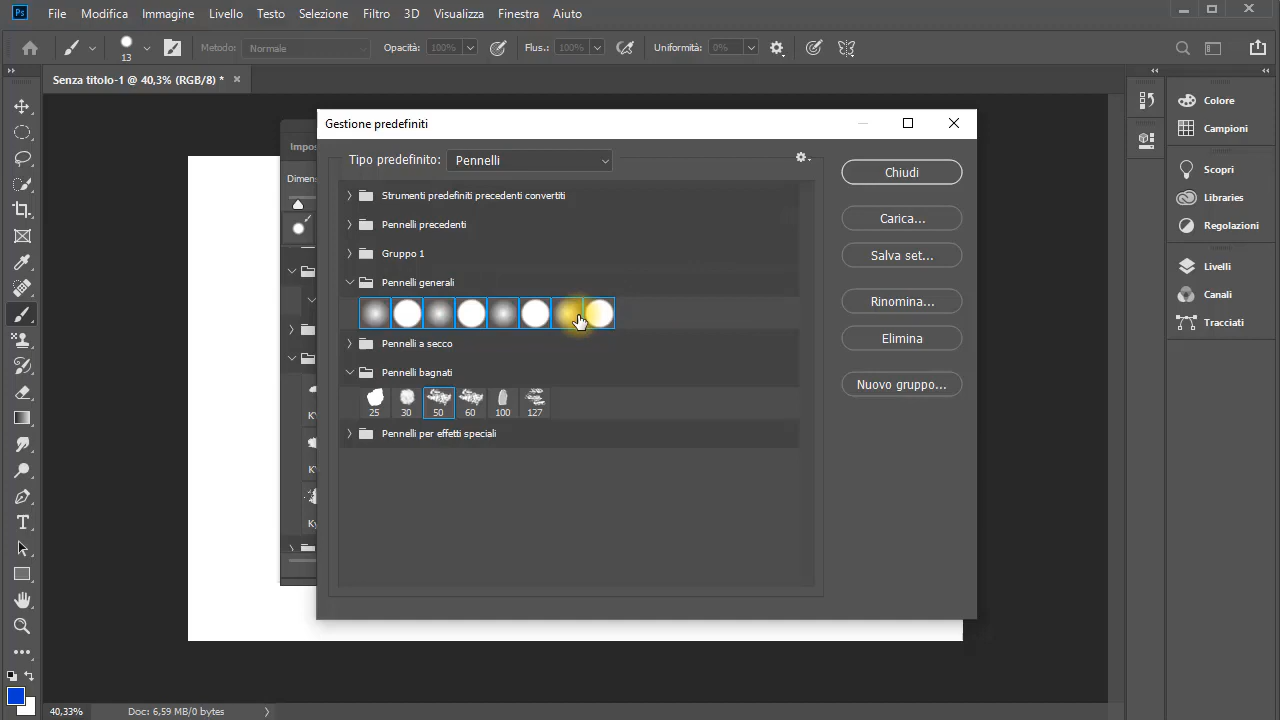 Ps File Modifica Immagine Livello Testo Selezione Filtro 3D Visualizza Finestra Aiuto
13 Metodo: Normale Opacità: 100% Flus.: 100% Uniformità: 0%
Senza titolo-1 @ 40,3% (RGB/8) *
Impos
Dimen
Gestione predefiniti
Tipo predefinito: Pennelli
Strumenti predefiniti precedenti convertiti
Pennelli precedenti
Gruppo 1
Pennelli generali
Pennelli a secco
Pennelli bagnati
25 30 50 60 100 127
Pennelli per effetti speciali
Chiudi
Carica...
Salva set...
Rinomina...
Elimina
Nuovo gruppo...
Colore
Campioni
Scopri
Libraries
Regolazioni
Livelli
Canali
Tracciati
40,33% Doc: 6,59 MB/0 bytes